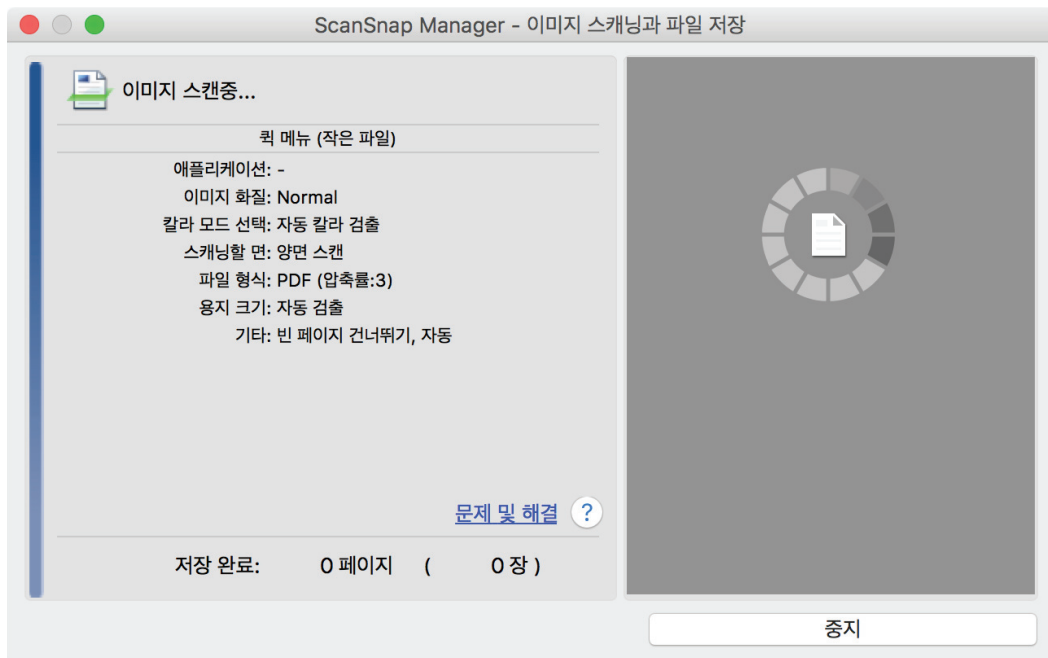 ScanSnap Manager - 이미지 스캐닝과 파일 저장
이미지 스캔중...
퀵 메뉴 (작은 파일)
애플리케이션: -
이미지 화질: Normal
칼라 모드 선택: 자동 칼라 검출
스캐닝할 면: 양면 스캔
파일 형식: PDF (압축률:3)
용지 크기: 자동 검출
기타: 빈 페이지 건너뛰기, 자동
문제 및 해결 ?
저장 완료: 0 페이지 ( 0 장 )
중지